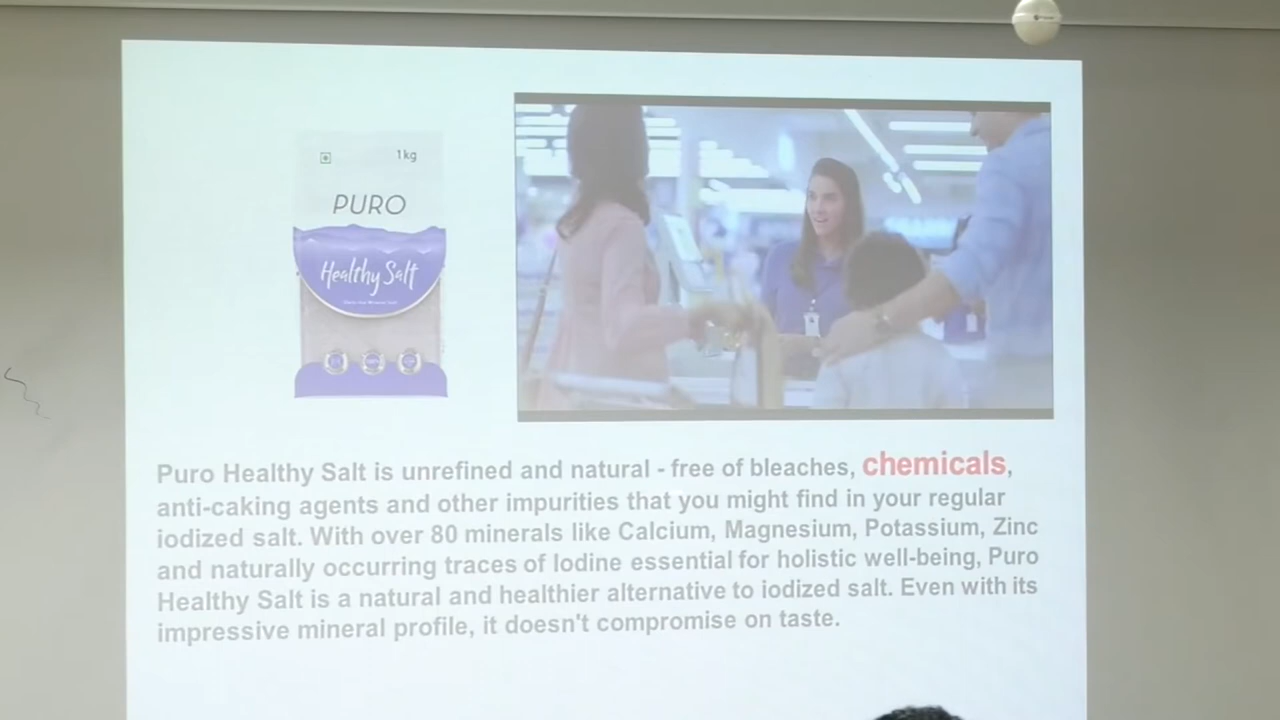 1kg
PURO
Healthy Salt
Puro Healthy Salt is unrefined and natural - free of bleaches, chemicals,
anti-caking agents and other impurities that you might find in your regular
iodized salt. With over 80 minerals like Calcium, Magnesium, Potassium, Zinc
and naturally occurring traces of Iodine essential for holistic well-being, Puro
Healthy Salt is a natural and healthier alternative to iodized salt. Even with its
impressive mineral profile, it doesn't compromise on taste.